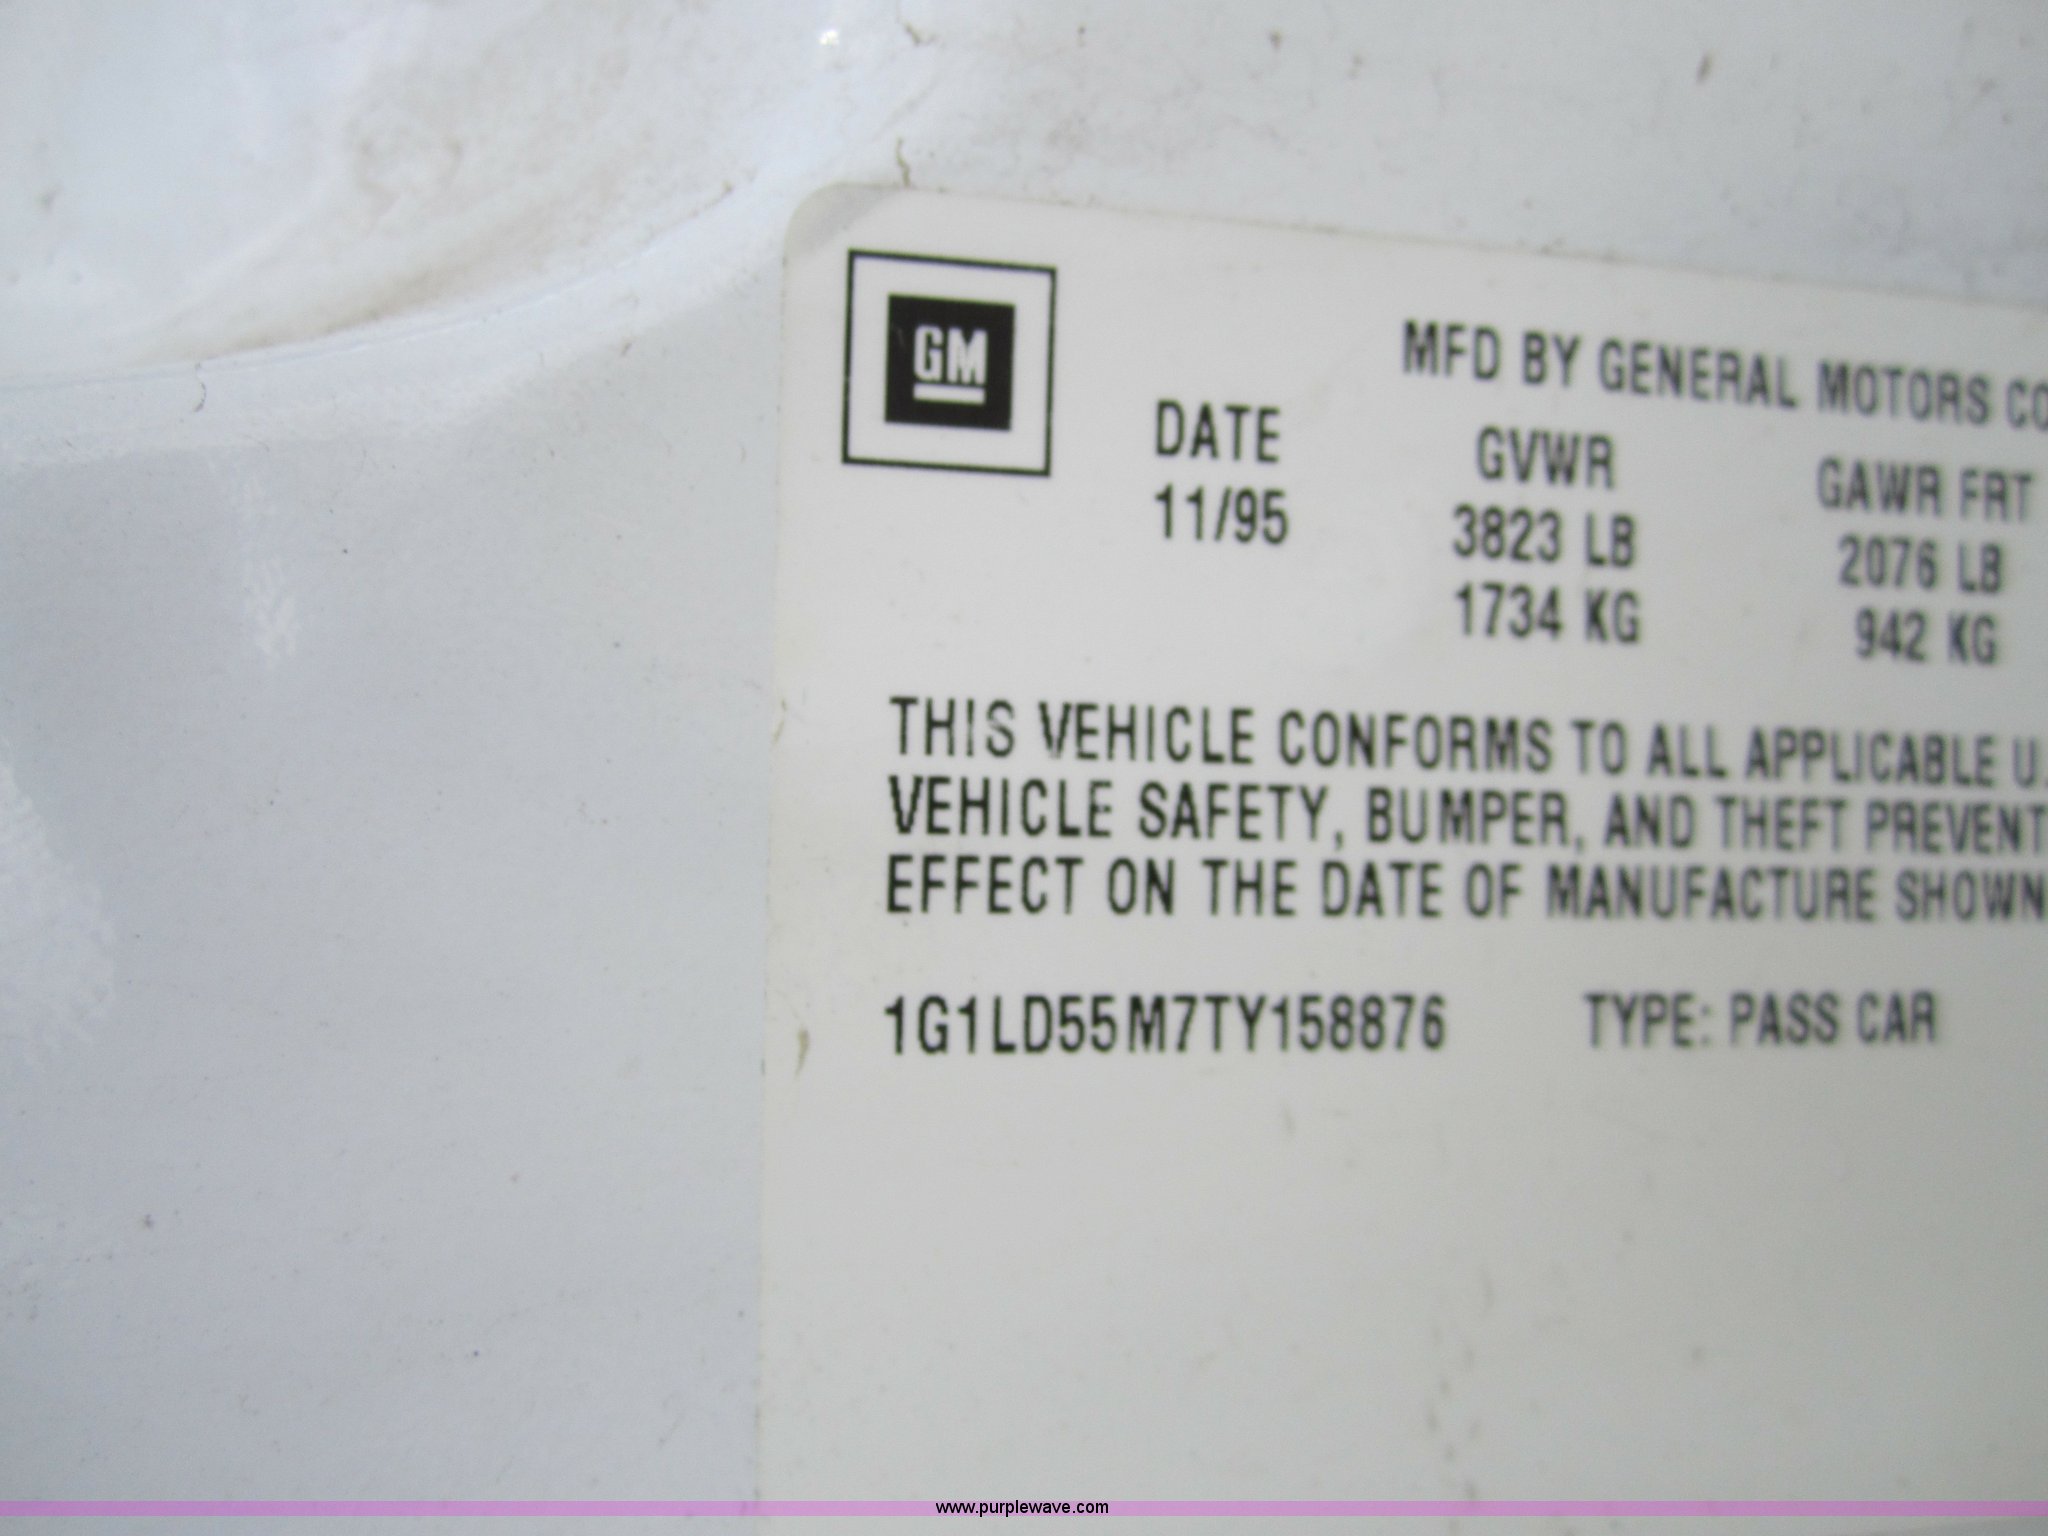 GM
MFD BY GENERAL MOTORS CO
DATE GVWR GAWR FRT
11/95 3823 LB 2076 LB
1734 KG 942 KG
THIS VEHICLE CONFORMS TO ALL APPLICABLE U.
VEHICLE SAFETY, BUMPER, AND THEFT PREVENT
EFFECT ON THE DATE OF MANUFACTURE SHOWN
1G1LD55M7TY158876 TYPE: PASS CAR
www.purplewave.com